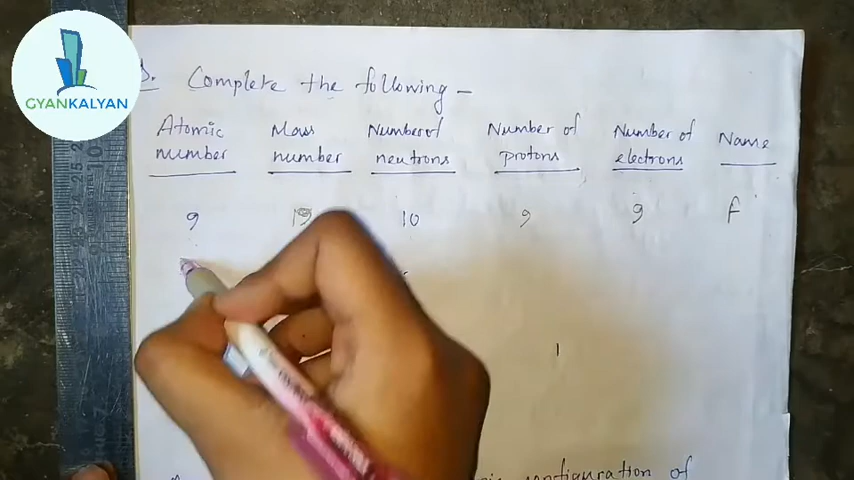 GYANKALYAN
Complete the following -
Atomic number Mass number Number of neutrons Number of protons Number of electrons Name
9 19 10 9 9 F
1
configuration of